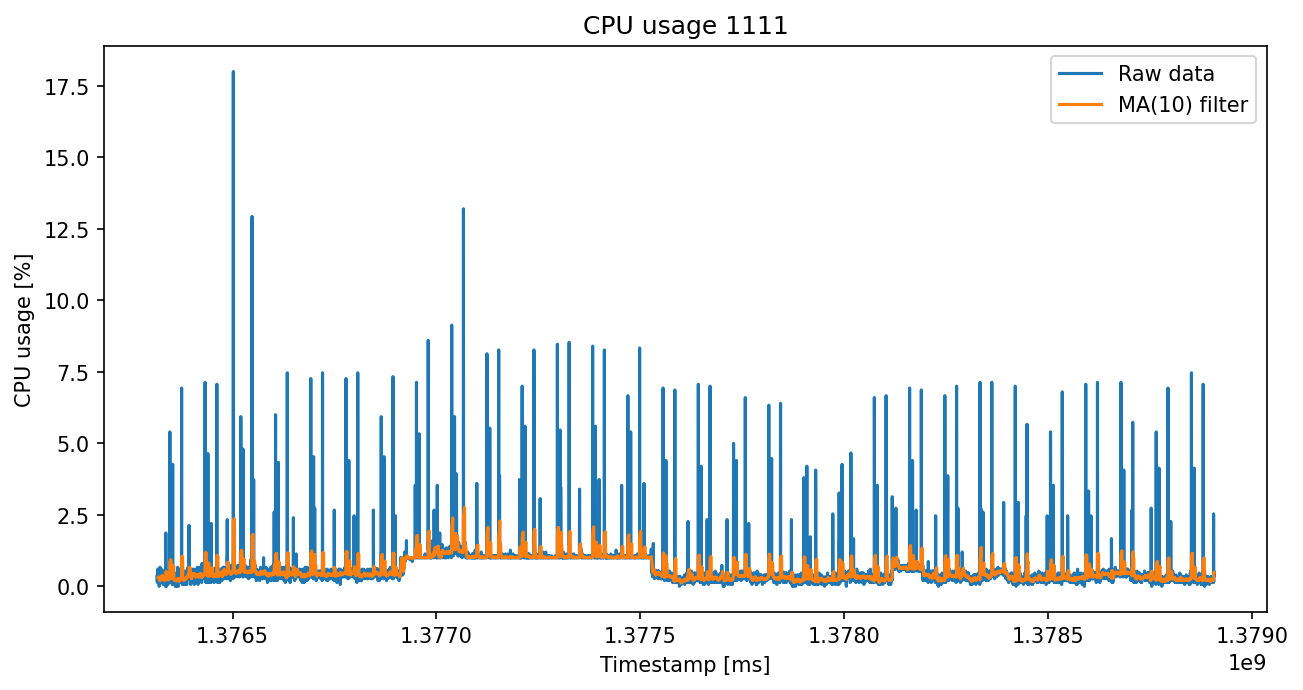 CPU usage 1111
Raw data
MA(10) filter
CPU usage [%]
17.5
15.0
12.5
10.0
7.5
5.0
2.5
0.0
1.3765 1.3770 1.3775 1.3780 1.3785 1.3790
1e9
Timestamp [ms]